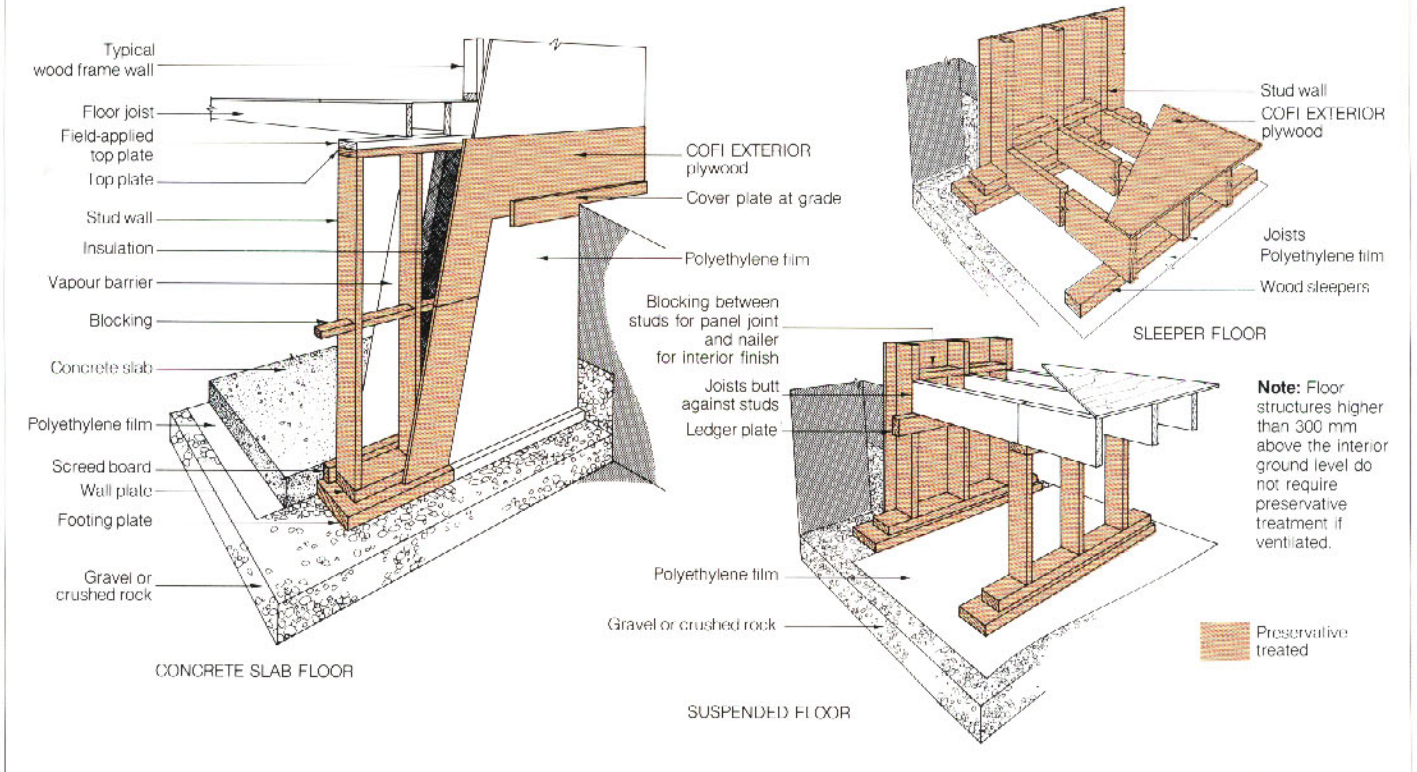 Typical
wood frame wall
Floor joist
Field-applied
top plate
Top plate
Stud wall
Insulation
Vapour barrier
Blocking
Concrete slab
Polyethylene film
Screed board
Wall plate
Footing plate
Gravel or
crushed rock
CONCRETE SLAB FLOOR
COFI EXTERIOR
plywood
Cover plate at grade
Polyethylene film
Blocking between
studs for panel joint
and nailer
for interior finish
Joists butt
against studs
Ledger plate
Polyethylene film
Gravel or crushed rock
SUSPENDED FLOOR
Stud wall
COFI EXTERIOR
plywood
Joists
Polyethylene film
Wood sleepers
SLEEPER FLOOR
Note: Floor
structures higher
than 300 mm
above the interior
ground level do
not require
preservative
treatment if
ventilated.
Preservative
treated